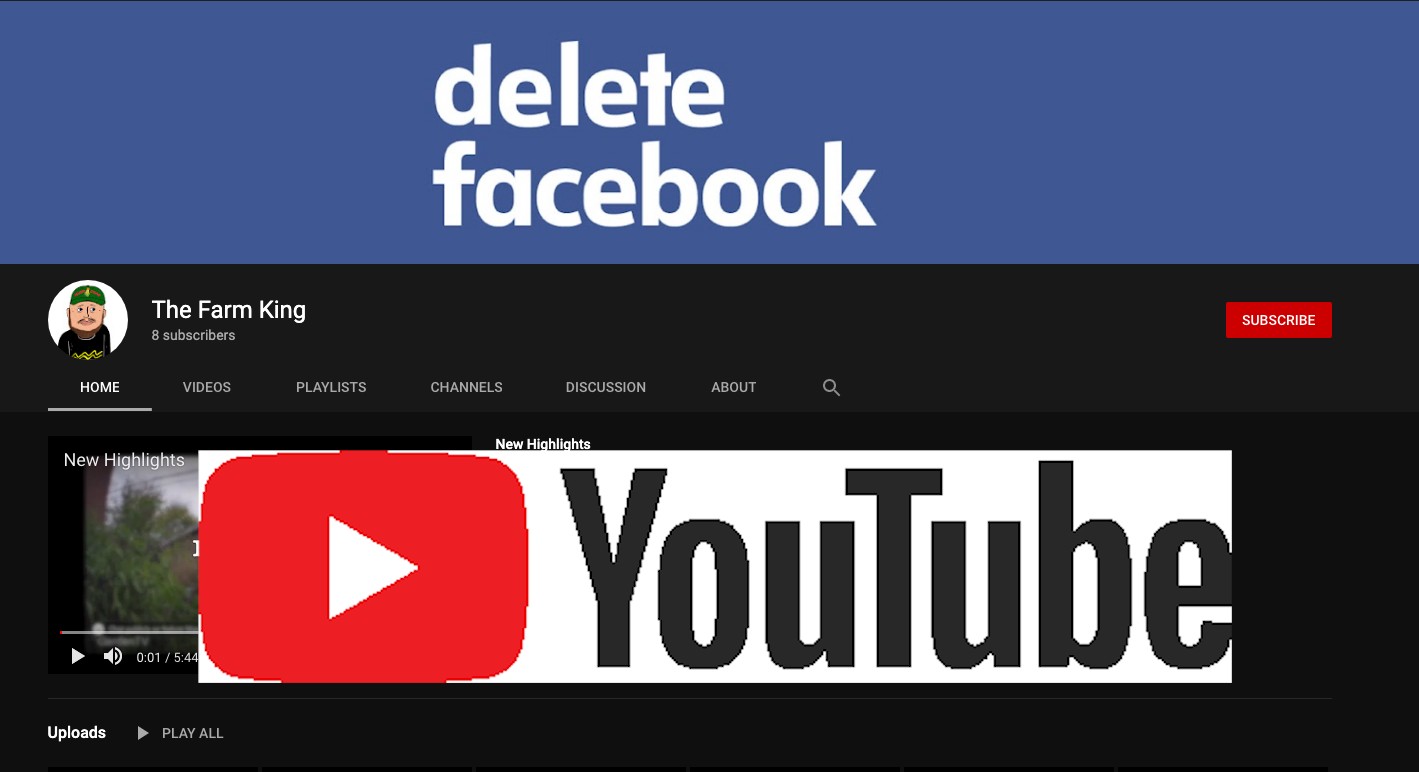 delete
facebook
The Farm King
8 subscribers
SUBSCRIBE
HOME VIDEOS PLAYLISTS CHANNELS DISCUSSION ABOUT
New Highlights
New Highlights
YouTube
0:01 / 5:44
Uploads PLAY ALL